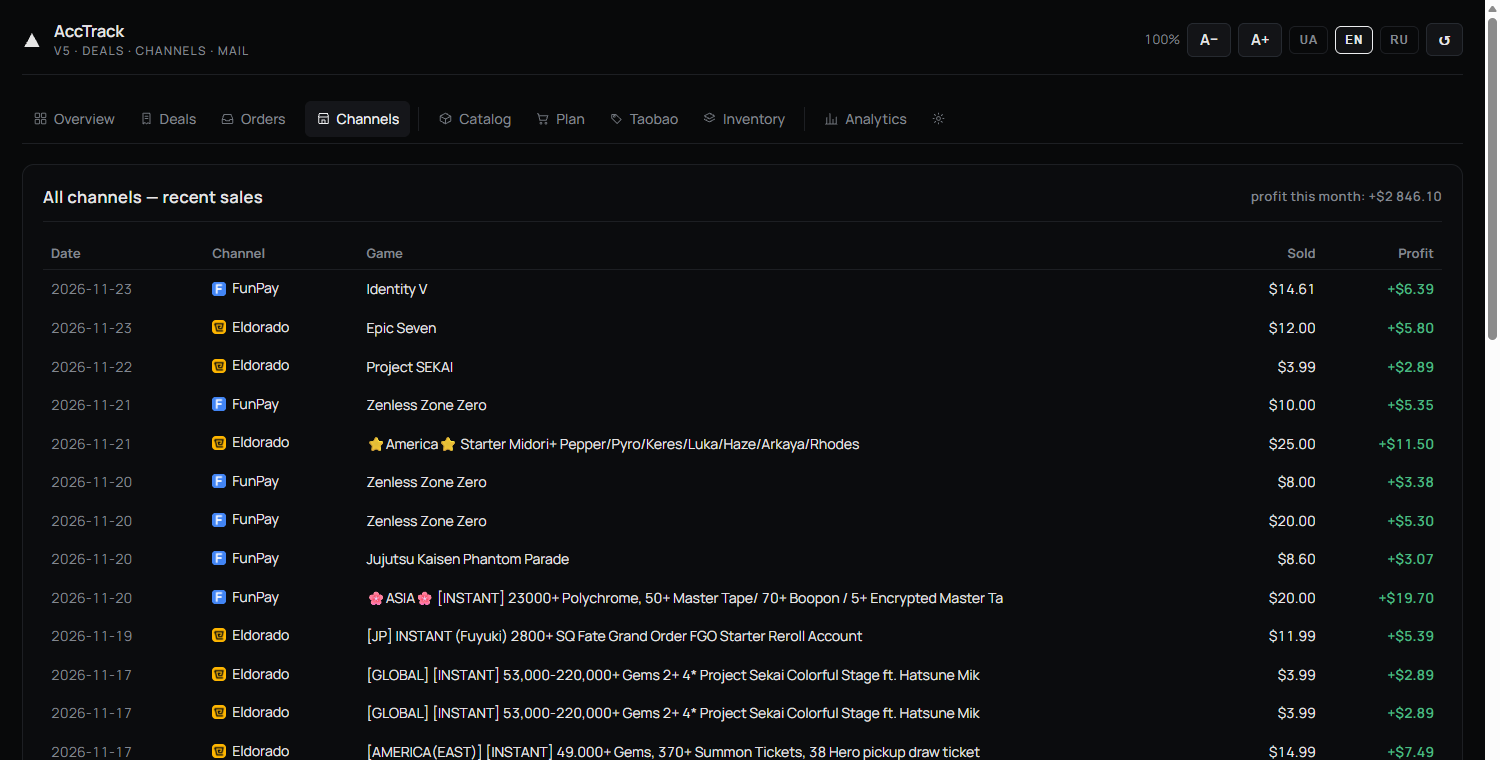 AccTrack
V5 · DEALS · CHANNELS · MAIL
100% A− A+ UA EN RU ↺
Overview Deals Orders Channels Catalog Plan Taobao Inventory Analytics
All channels — recent sales
profit this month: +$2 846.10
Date Channel Game Sold Profit
2026-11-23 FunPay Identity V $14.61 +$6.39
2026-11-23 Eldorado Epic Seven $12.00 +$5.80
2026-11-22 Eldorado Project SEKAI $3.99 +$2.89
2026-11-21 FunPay Zenless Zone Zero $10.00 +$5.35
2026-11-21 Eldorado ⭐America⭐ Starter Midori+ Pepper/Pyro/Keres/Luka/Haze/Arkaya/Rhodes $25.00 +$11.50
2026-11-20 FunPay Zenless Zone Zero $8.00 +$3.38
2026-11-20 FunPay Zenless Zone Zero $20.00 +$5.30
2026-11-20 FunPay Jujutsu Kaisen Phantom Parade $8.60 +$3.07
2026-11-20 FunPay 🌸ASIA🌸 [INSTANT] 23000+ Polychrome, 50+ Master Tape/ 70+ Boopon / 5+ Encrypted Master Ta $20.00 +$19.70
2026-11-19 Eldorado [JP] INSTANT (Fuyuki) 2800+ SQ Fate Grand Order FGO Starter Reroll Account $11.99 +$5.39
2026-11-17 Eldorado [GLOBAL] [INSTANT] 53,000-220,000+ Gems 2+ 4* Project Sekai Colorful Stage ft. Hatsune Mik $3.99 +$2.89
2026-11-17 Eldorado [GLOBAL] [INSTANT] 53,000-220,000+ Gems 2+ 4* Project Sekai Colorful Stage ft. Hatsune Mik $3.99 +$2.89
2026-11-17 Eldorado [AMERICA(EAST)] [INSTANT] 49.000+ Gems, 370+ Summon Tickets, 38 Hero pickup draw ticket $14.99 +$7.49